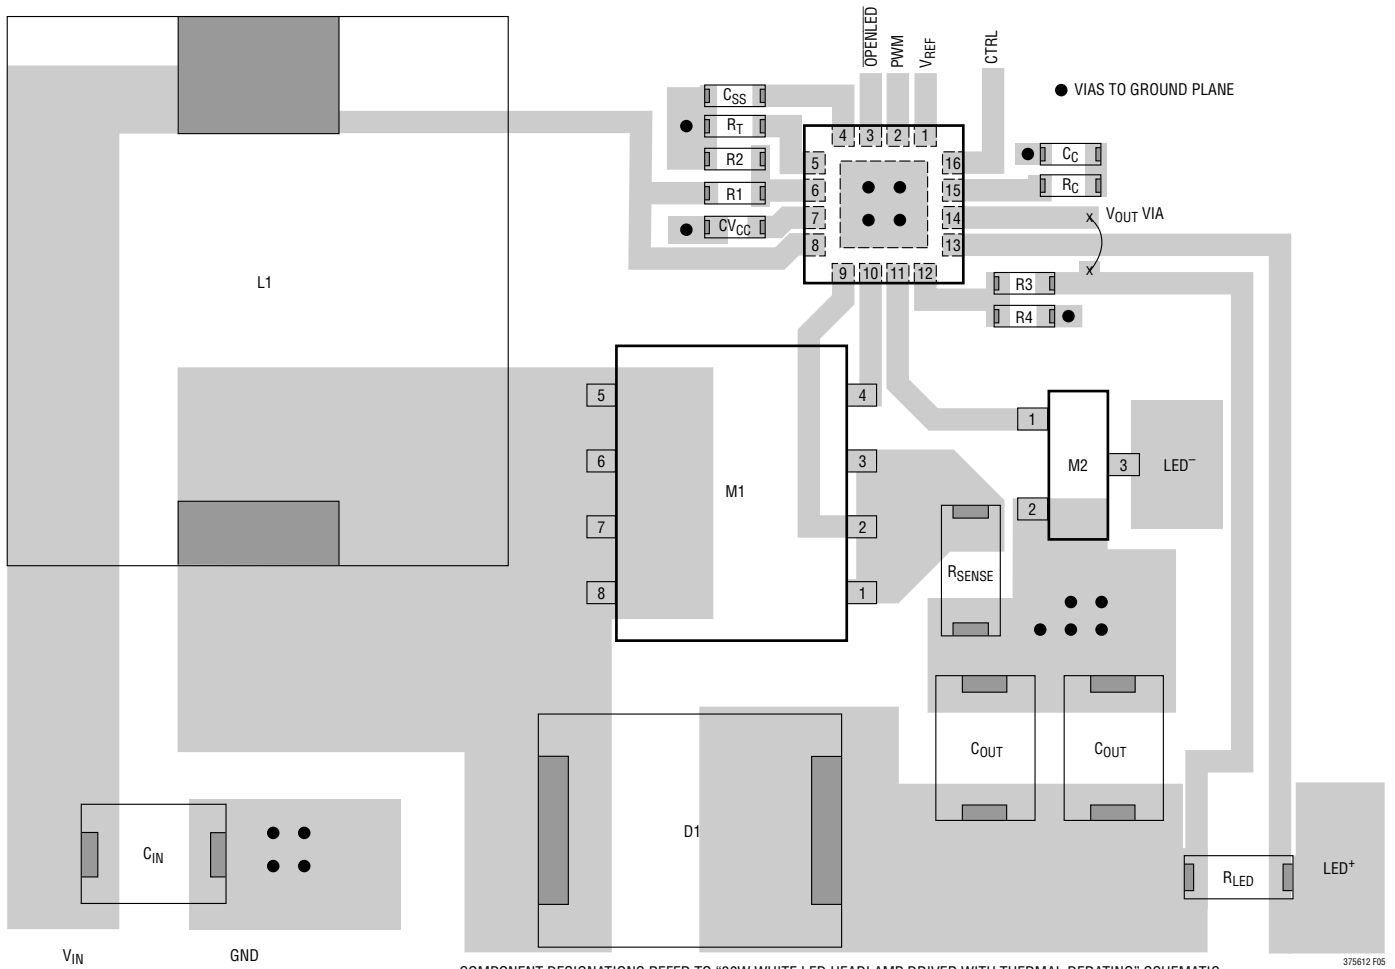 OPENLED
PWM
VREF
CTRL
VIAS TO GROUND PLANE
CSS
RT
R2
R1
CVCC
4 3 2 1
5 16
6 15
7 14
8 13
9 10 11 12
CC
RC
VOUT VIA
x
x
R3
R4
L1
5 4
6 3
7 2
8 1
M1
1
M2
3
2
LED–
RSENSE
COUT
COUT
D1
CIN
RLED
LED+
VIN
GND
375612 F05